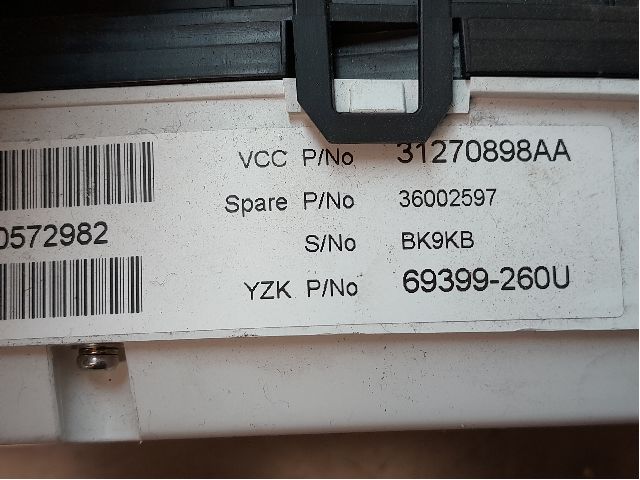 VCC P/No 31270898AA
Spare P/No 36002597
0572982
S/No BK9KB
YZK P/No 69399-260U